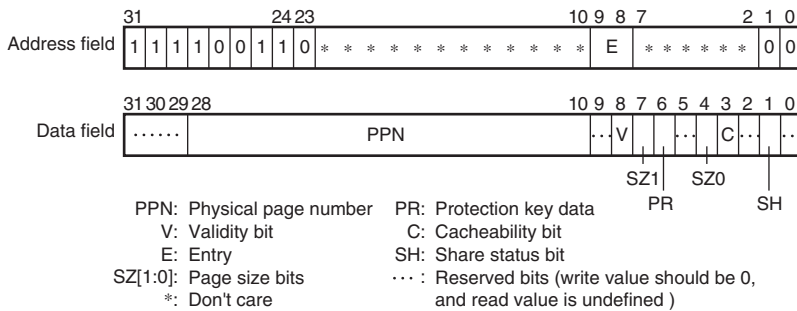 31 24 23 10 9 8 7 2 1 0
Address field 1 1 1 1 0 0 1 1 0 * * * * * * * * * * * * * * E * * * * * * 0 0
31 30 29 28 10 9 8 7 6 5 4 3 2 1 0
Data field ······ PPN ··· V ··· C ··· ···
SZ1 SZ0
PR SH
PPN: Physical page number PR: Protection key data
V: Validity bit C: Cacheability bit
E: Entry SH: Share status bit
SZ[1:0]: Page size bits ··· : Reserved bits (write value should be 0,
*: Don't care and read value is undefined )